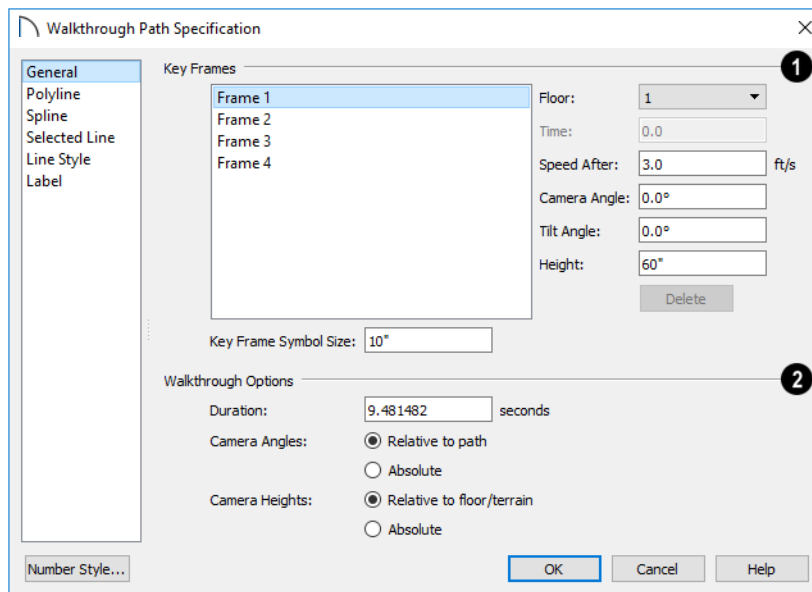 Walkthrough Path Specification
General
Polyline
Spline
Selected Line
Line Style
Label
Key Frames
1
Frame 1
Frame 2
Frame 3
Frame 4
Floor: 1
Time: 0.0
Speed After: 3.0 ft/s
Camera Angle: 0.0°
Tilt Angle: 0.0°
Height: 60"
Delete
Key Frame Symbol Size: 10"
Walkthrough Options
2
Duration: 9.481482 seconds
Camera Angles: Relative to path
Absolute
Camera Heights: Relative to floor/terrain
Absolute
Number Style... OK Cancel Help